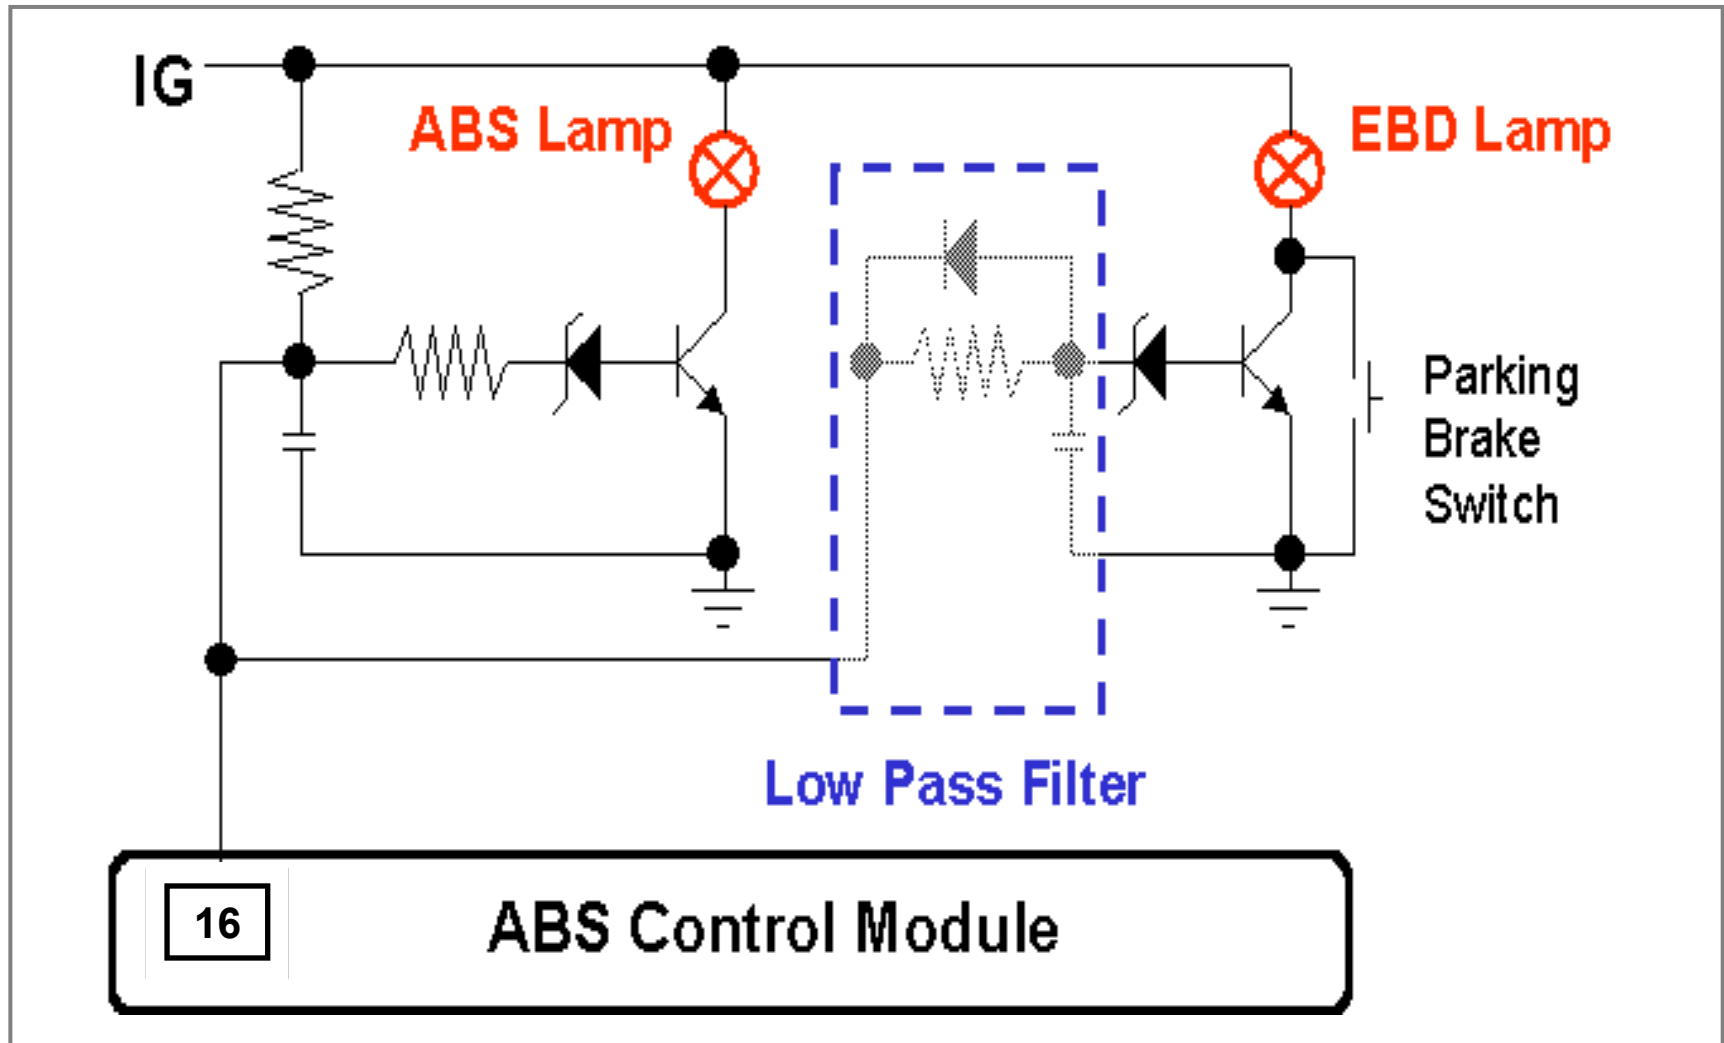 IG
ABS Lamp
EBD Lamp
Parking
Brake
Switch
Low Pass Filter
16
ABS Control Module